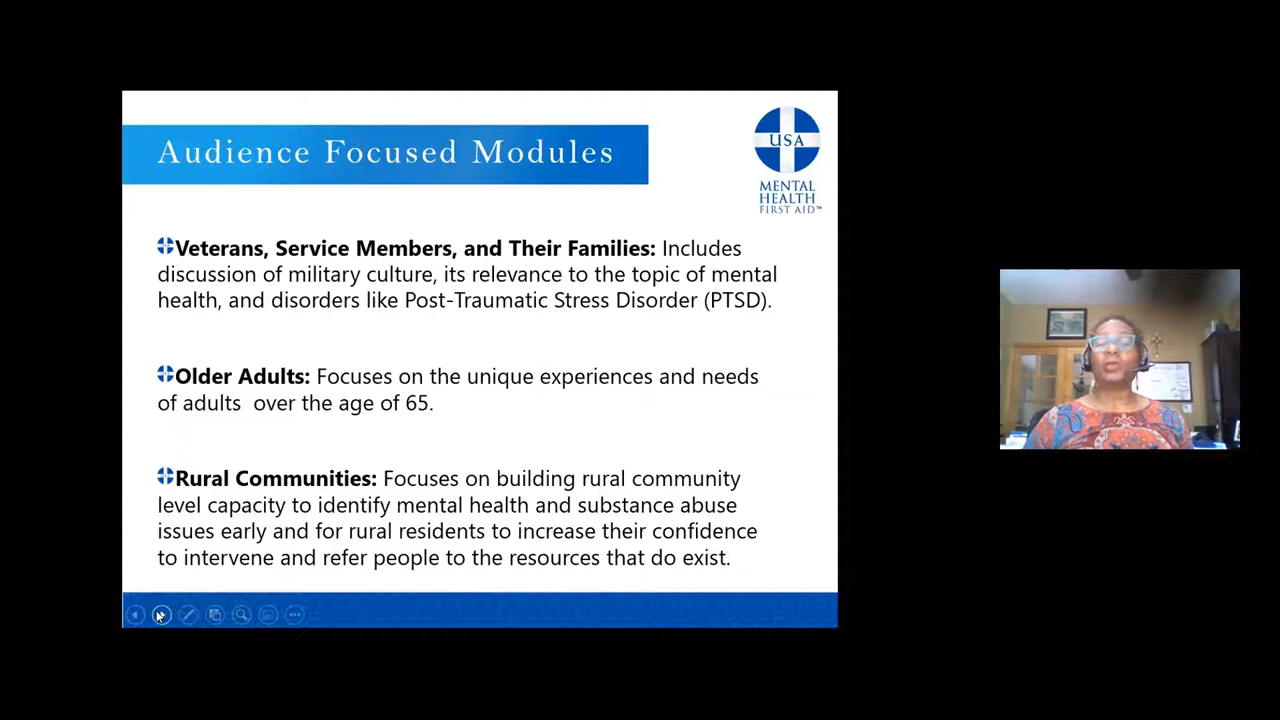 Audience Focused Modules
USA
MENTAL
HEALTH
FIRST AID™
Veterans, Service Members, and Their Families: Includes
discussion of military culture, its relevance to the topic of mental
health, and disorders like Post-Traumatic Stress Disorder (PTSD).
Older Adults: Focuses on the unique experiences and needs
of adults over the age of 65.
Rural Communities: Focuses on building rural community
level capacity to identify mental health and substance abuse
issues early and for rural residents to increase their confidence
to intervene and refer people to the resources that do exist.